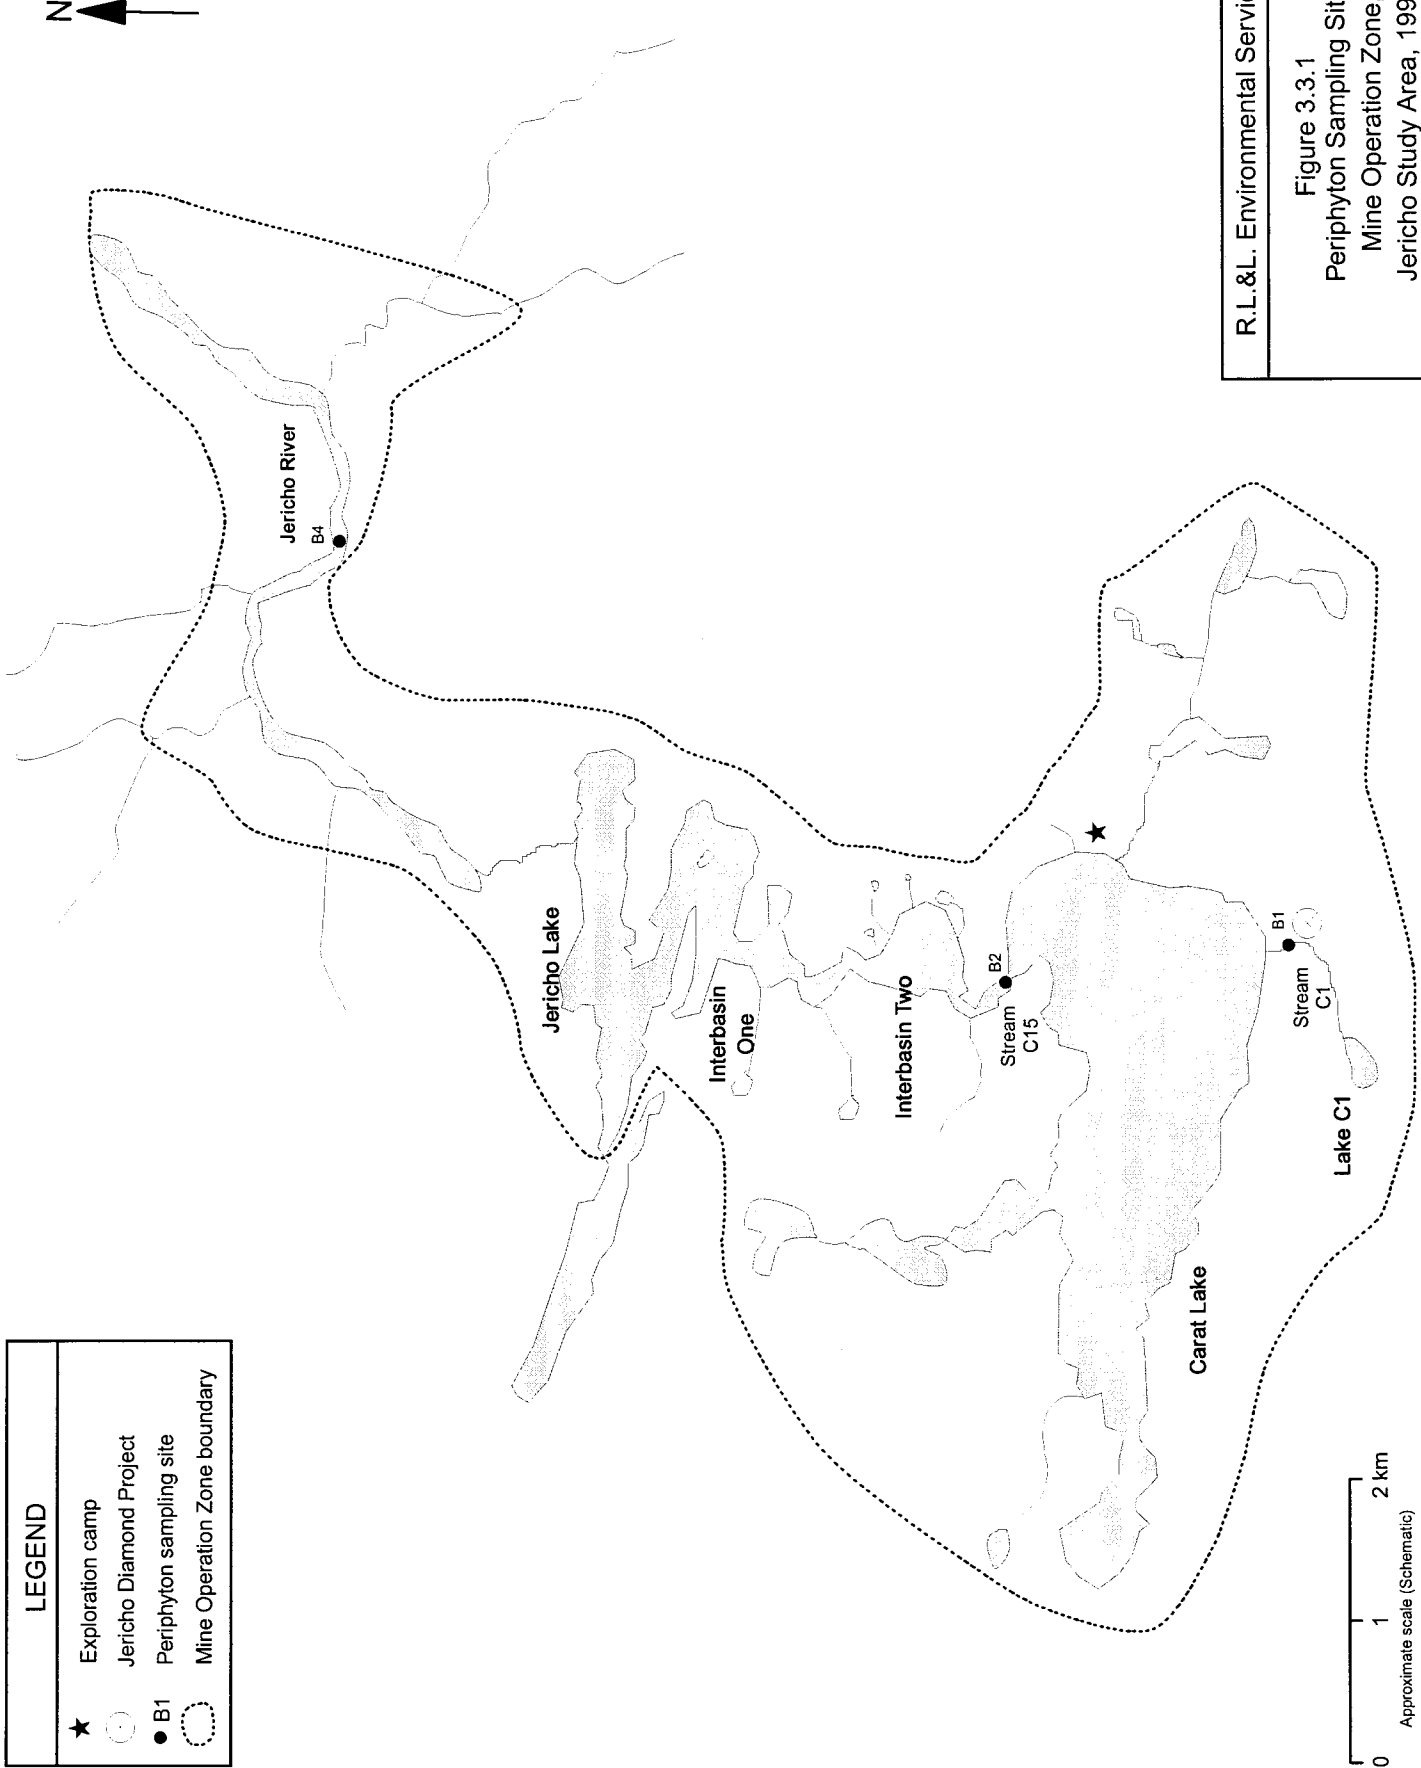 N
LEGEND
Exploration camp
Jericho Diamond Project
B1 Periphyton sampling site
Mine Operation Zone boundary
Jericho River
B4
Jericho Lake
Interbasin
One
Interbasin Two
B2
Stream
C15
B1
Stream
C1
Lake C1
Carat Lake
0 1 2 km
Approximate scale (Schematic)
R.L.&L. Environmental Servic
Figure 3.3.1
Periphyton Sampling Sit
Mine Operation Zone,
Jericho Study Area, 199